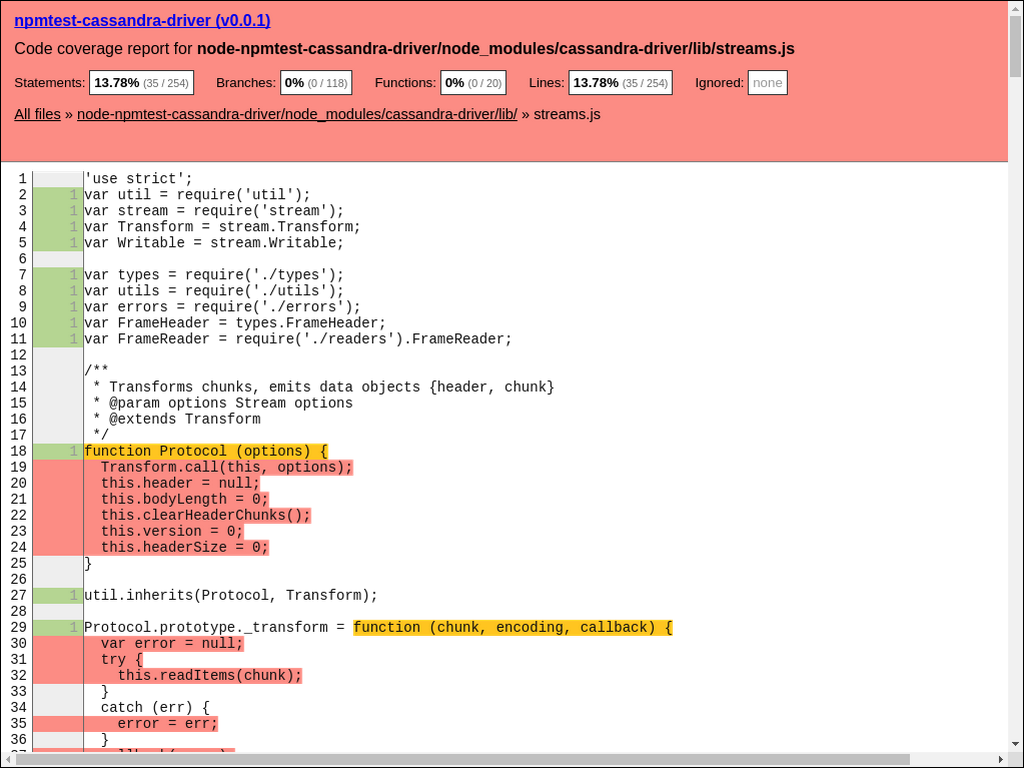 npmtest-cassandra-driver (v0.0.1)
Code coverage report for node-npmtest-cassandra-driver/node_modules/cassandra-driver/lib/streams.js
Statements: 13.78% (35 / 254) Branches: 0% (0 / 118) Functions: 0% (0 / 20) Lines: 13.78% (35 / 254) Ignored: none
All files » node-npmtest-cassandra-driver/node_modules/cassandra-driver/lib/ » streams.js
1 'use strict';
2 1 var util = require('util');
3 1 var stream = require('stream');
4 1 var Transform = stream.Transform;
5 1 var Writable = stream.Writable;
6
7 1 var types = require('./types');
8 1 var utils = require('./utils');
9 1 var errors = require('./errors');
10 1 var FrameHeader = types.FrameHeader;
11 1 var FrameReader = require('./readers').FrameReader;
12
13 /**
14  * Transforms chunks, emits data objects {header, chunk}
15  * @param options Stream options
16  * @extends Transform
17  */
18 1 function Protocol (options) {
19   Transform.call(this, options);
20   this.header = null;
21   this.bodyLength = 0;
22   this.clearHeaderChunks();
23   this.version = 0;
24   this.headerSize = 0;
25 }
26
27 1 util.inherits(Protocol, Transform);
28
29 1 Protocol.prototype._transform = function (chunk, encoding, callback) {
30   var error = null;
31   try {
32     this.readItems(chunk);
33   }
34   catch (err) {
35     error = err;
36   }